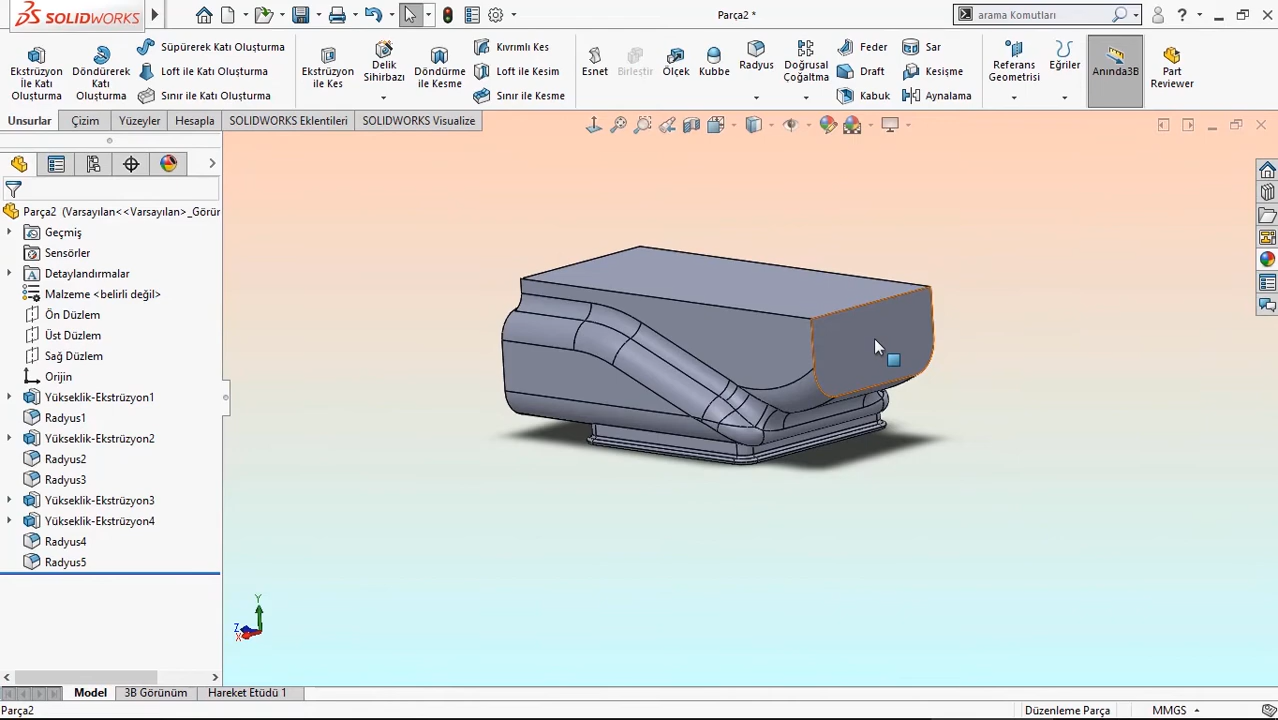 SOLIDWORKS
Parça2 *
arama Komutları
Ekstrüzyon
İle Katı
Oluşturma
Döndürerek
Katı
Oluşturma
Süpürerek Katı Oluşturma
Loft ile Katı Oluşturma
Sınır ile Katı Oluşturma
Ekstrüzyon
ile Kes
Delik
Sihirbazı
Döndürme
ile Kesme
Kıvrımlı Kes
Loft ile Kesim
Sınır ile Kesme
Esnet
Birleştir
Ölçek
Kubbe
Radyus
Doğrusal
Çoğaltma
Feder
Draft
Kabuk
Sar
Kesişme
Aynalama
Referans
Geometrisi
Eğriler
Anında3B
Part
Reviewer
Unsurlar
Çizim
Yüzeyler
Hesapla
SOLIDWORKS Eklentileri
SOLIDWORKS Visualize
Parça2 (Varsayılan<<Varsayılan>_Görür
Geçmiş
Sensörler
Detaylandırmalar
Malzeme <belirli değil>
Ön Düzlem
Üst Düzlem
Sağ Düzlem
Orijin
Yükseklik-Ekstrüzyon1
Radyus1
Yükseklik-Ekstrüzyon2
Radyus2
Radyus3
Yükseklik-Ekstrüzyon3
Yükseklik-Ekstrüzyon4
Radyus4
Radyus5
Y
Z
X
Model
3B Görünüm
Hareket Etüdü 1
Parça2
Düzenleme Parça
MMGS